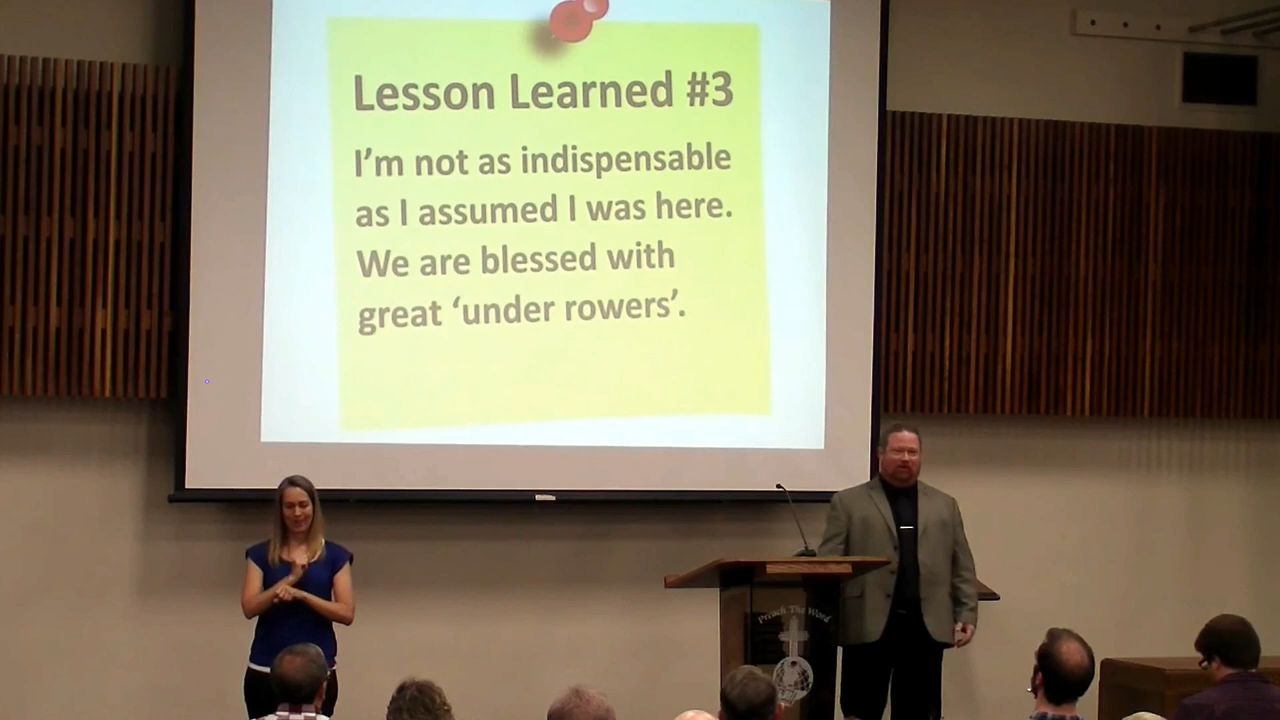 Lesson Learned #3
I'm not as indispensable
as I assumed I was here.
We are blessed with
great ‘under rowers’.
Preach The Word